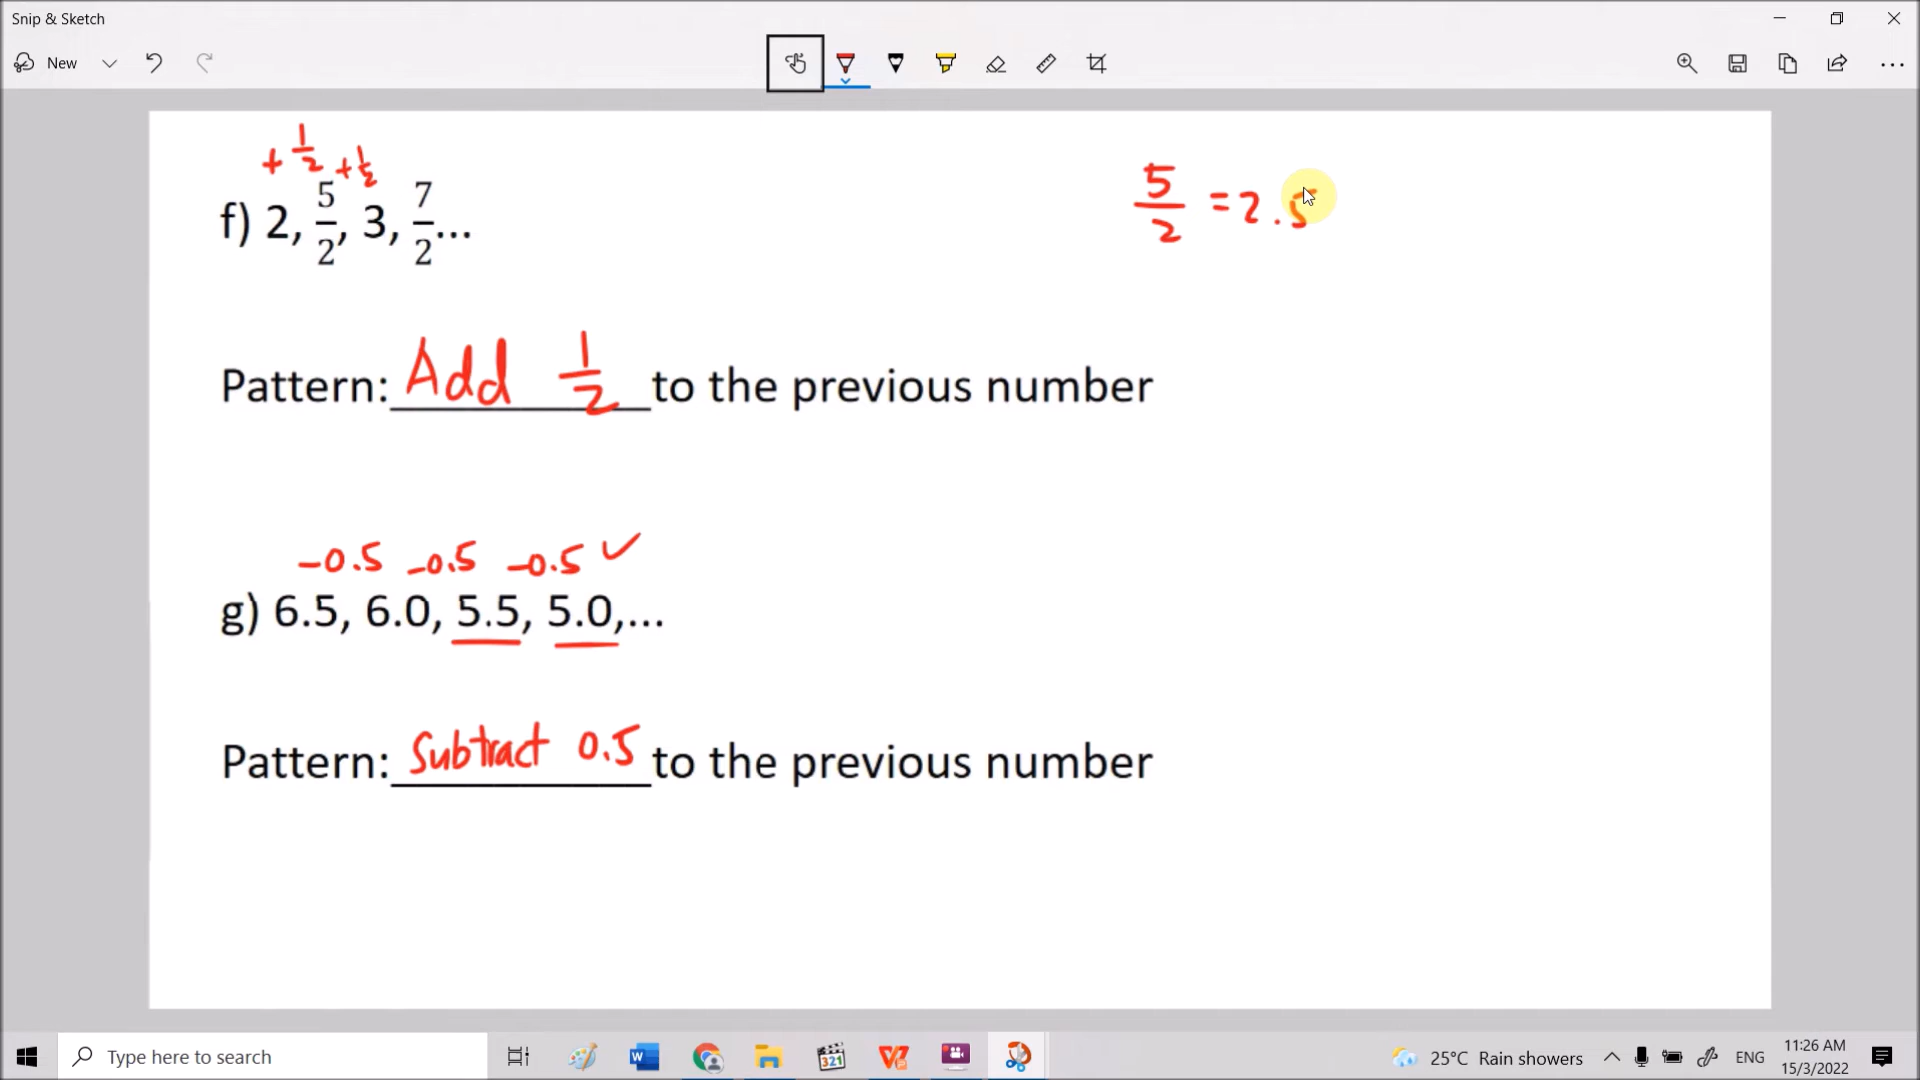 Snip & Sketch
New
+ 1/2 + 1/2
f) 2, 5/2, 3, 7/2...
5/2 = 2.5
Pattern: Add 1/2 to the previous number
-0.5 -0.5 -0.5 ✓
g) 6.5, 6.0, 5.5, 5.0,...
Pattern: Subtract 0.5 to the previous number
Type here to search
W
321
25°C Rain showers
ENG
11:26 AM
15/3/2022